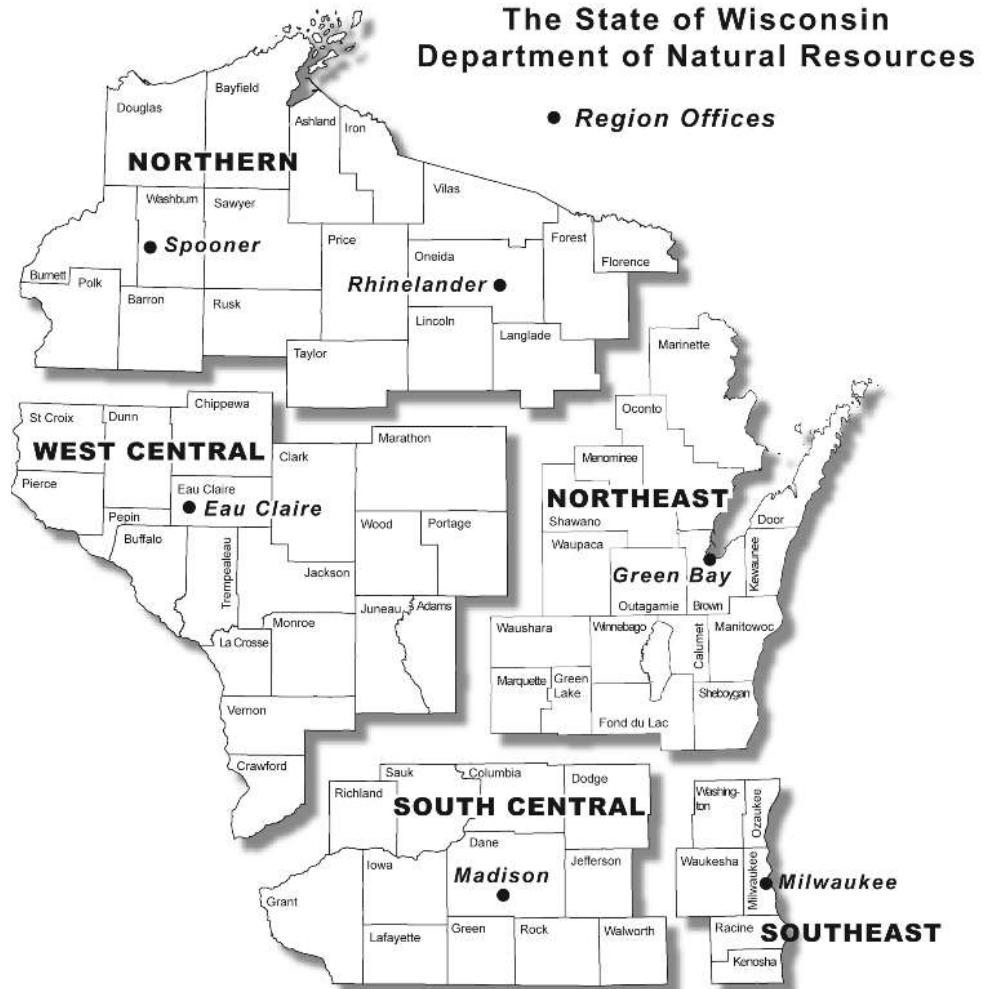 The State of Wisconsin
Department of Natural Resources
Region Offices
Bayfield
Douglas
Ashland
Iron
NORTHERN
Vilas
Washburn
Sawyer
Spooner
Price
Forest
Oneida
Florence
Burnett
Polk
Rhinelander
Barron
Rusk
Lincoln
Langlade
Taylor
Marinette
Chippewa
St Croix
Dunn
Oconto
WEST CENTRAL
Marathon
Clark
Menominee
Pierce
Eau Claire
Eau Claire
NORTHEAST
Pepin
Wood
Portage
Shawano
Door
Buffalo
Waupaca
Kewaunee
Trempealeau
Jackson
Green Bay
Juneau
Adams
Outagamie
Brown
Monroe
La Crosse
Waushara
Winnebago
Calumet
Manitowoc
Marquette
Green
Lake
Sheboygan
Vernon
Fond du Lac
Crawford
Sauk
Columbia
Dodge
Richland
SOUTH CENTRAL
Washing-
ton
Ozaukee
Dane
Iowa
Jefferson
Waukesha
Madison
Milwaukee
Milwaukee
Grant
Lafayette
Green
Rock
Walworth
Racine
SOUTHEAST
Kenosha